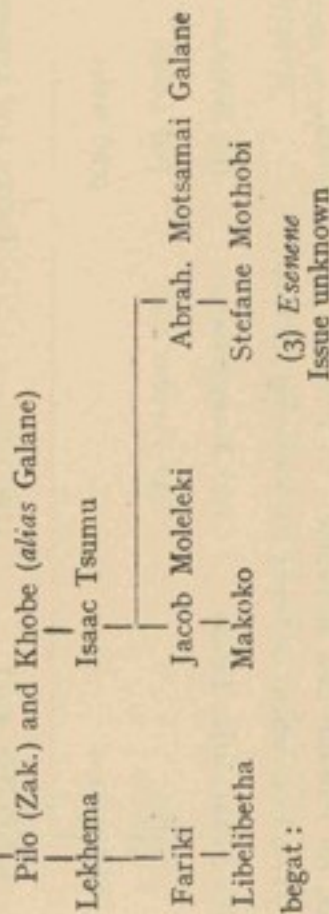 Pilo (Zak.) and Khobe (alias Galane)
Lekhema Isaac Tsumu
Fariki Jacob Moleleki Abrah. Motsamai Galane
Libelibetha Makoko Stefane Mothobi
begat : (3) Esenene
Issue unknown